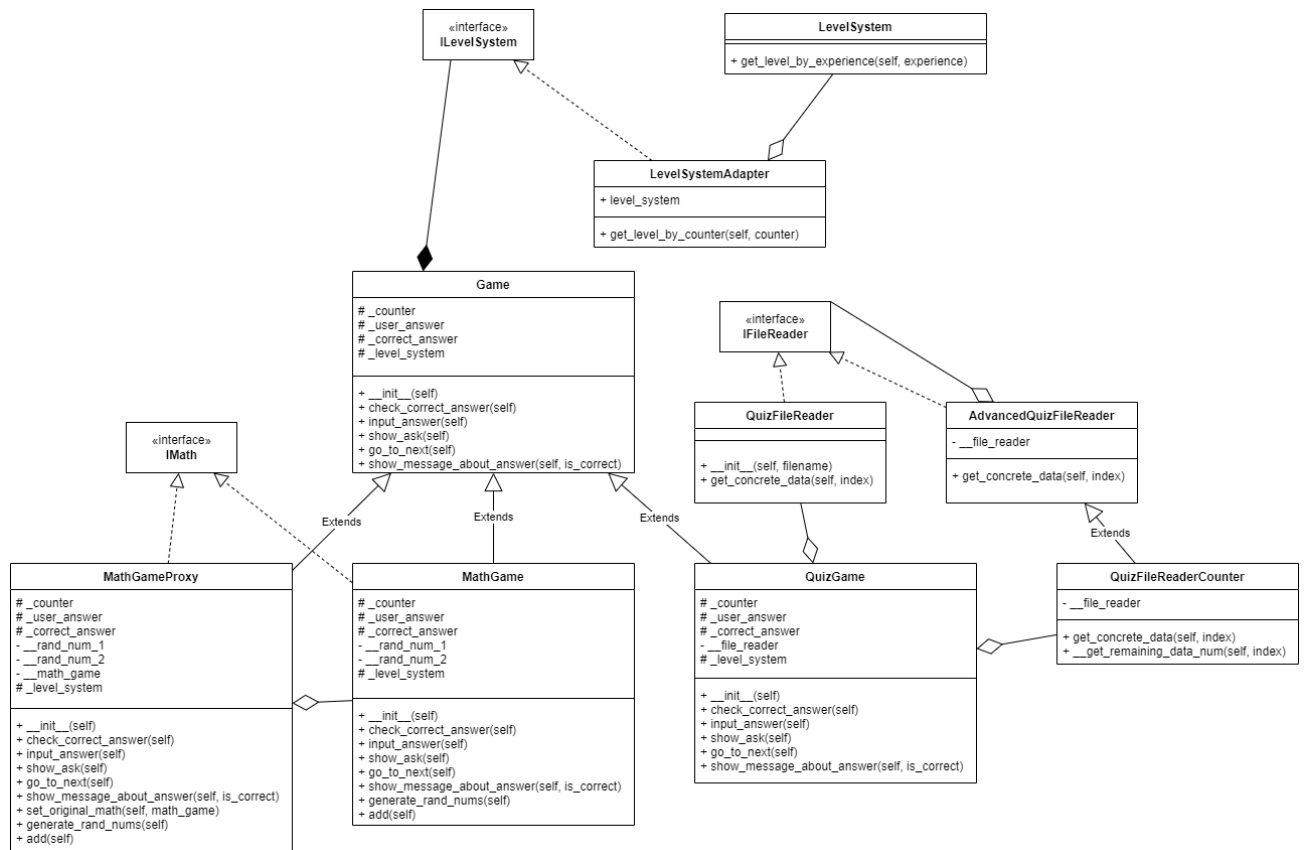 «interface»
ILevelSystem
LevelSystem
+ get_level_by_experience(self, experience)
LevelSystemAdapter
+ level_system
+ get_level_by_counter(self, counter)
Game
# _counter
# _user_answer
# _correct_answer
# _level_system
+ __init__(self)
+ check_correct_answer(self)
+ input_answer(self)
+ show_ask(self)
+ go_to_next(self)
+ show_message_about_answer(self, is_correct)
«interface»
IFileReader
QuizFileReader
+ __init__(self, filename)
+ get_concrete_data(self, index)
AdvancedQuizFileReader
- __file_reader
+ get_concrete_data(self, index)
«interface»
IMath
Extends
Extends
Extends
Extends
MathGameProxy
# _counter
# _user_answer
# _correct_answer
- __rand_num_1
- __rand_num_2
- __math_game
# _level_system
+ __init__(self)
+ check_correct_answer(self)
+ input_answer(self)
+ show_ask(self)
+ go_to_next(self)
+ show_message_about_answer(self, is_correct)
+ set_original_math(self, math_game)
+ generate_rand_nums(self)
+ add(self)
MathGame
# _counter
# _user_answer
# _correct_answer
- __rand_num_1
- __rand_num_2
# _level_system
+ __init__(self)
+ check_correct_answer(self)
+ input_answer(self)
+ show_ask(self)
+ go_to_next(self)
+ show_message_about_answer(self, is_correct)
+ generate_rand_nums(self)
+ add(self)
QuizGame
# _counter
# _user_answer
# _correct_answer
- __file_reader
# _level_system
+ __init__(self)
+ check_correct_answer(self)
+ input_answer(self)
+ show_ask(self)
+ go_to_next(self)
+ show_message_about_answer(self, is_correct)
QuizFileReaderCounter
- __file_reader
+ get_concrete_data(self, index)
+ __get_remaining_data_num(self, index)